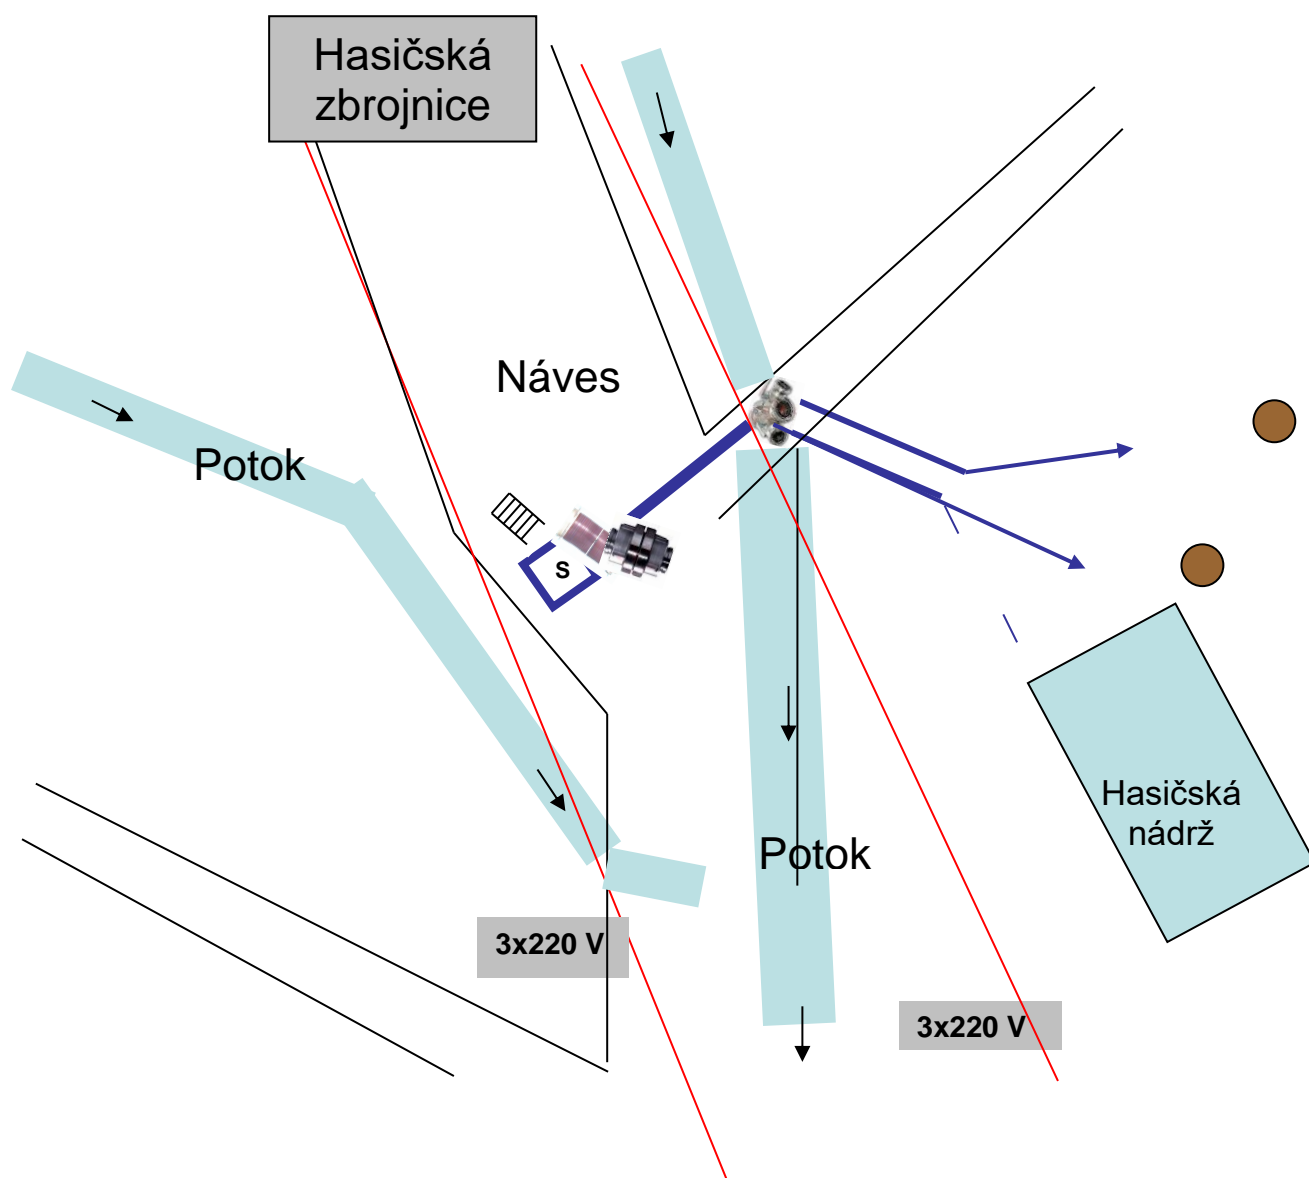 Hasičská
zbrojnice
Náves
Potok
S
Hasičská
nádrž
Potok
3x220 V
3x220 V